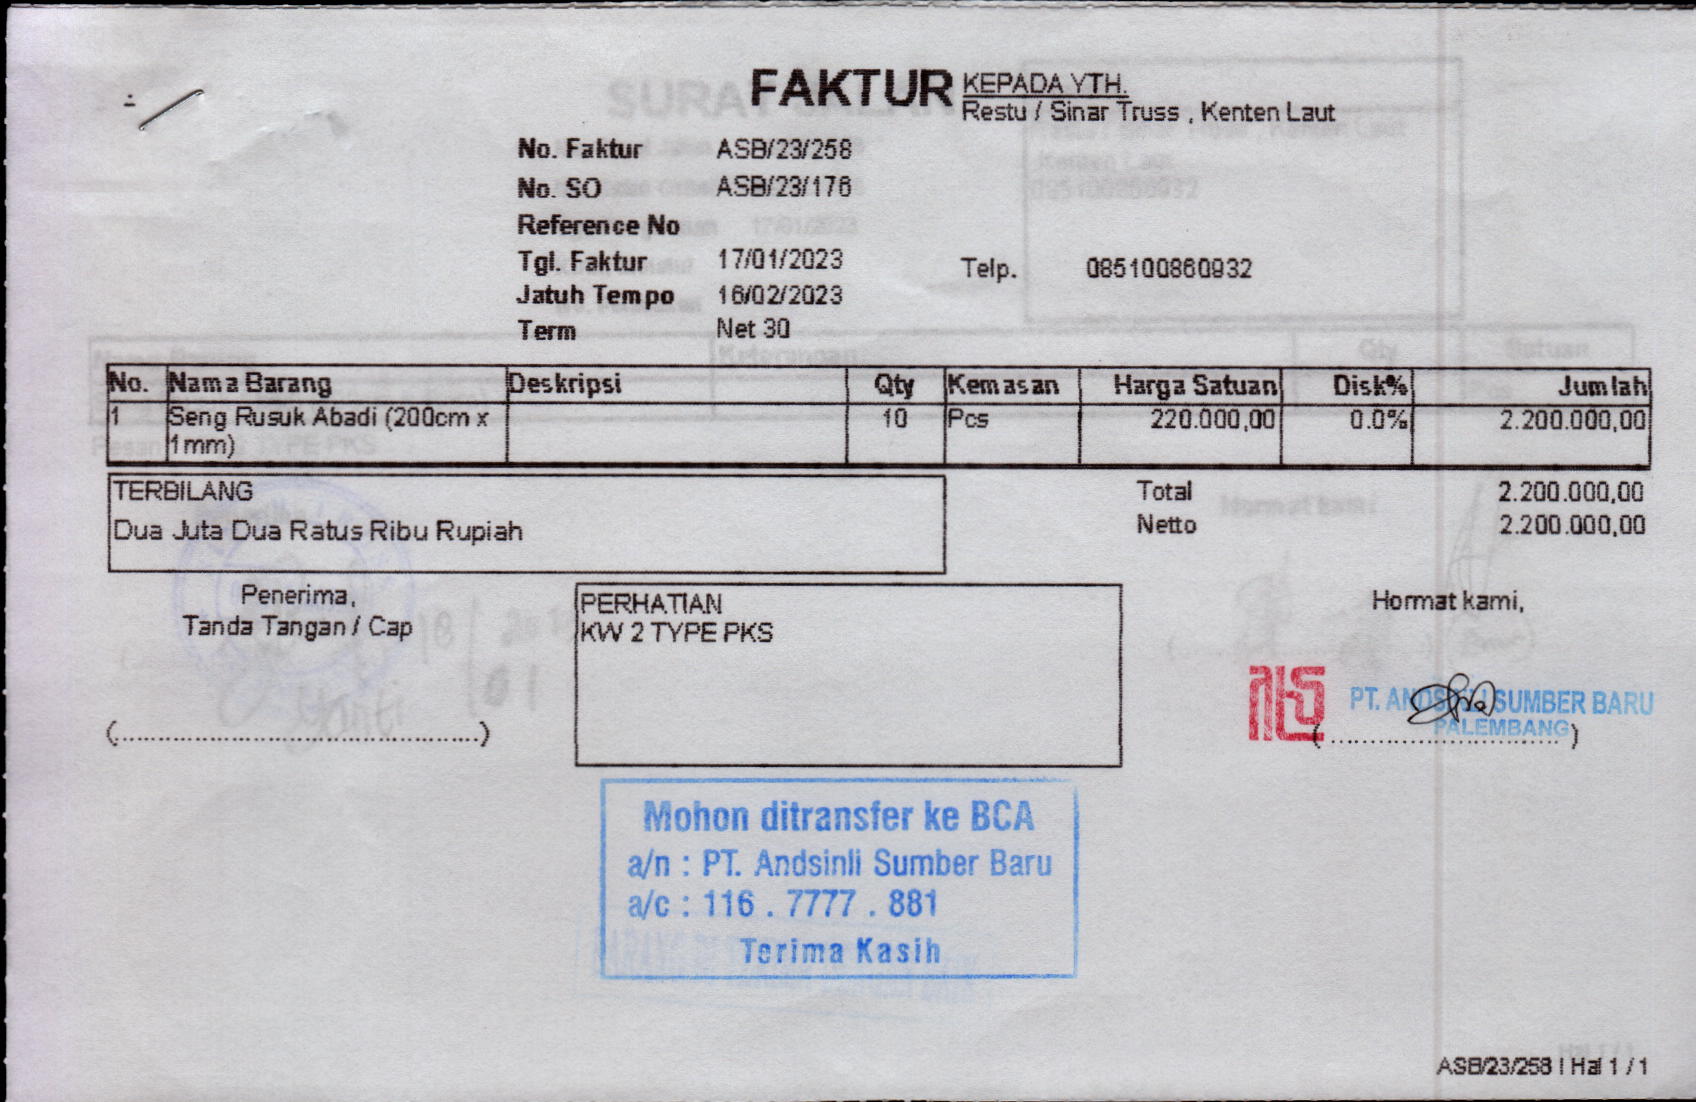 FAKTUR
KEPADA YTH.
Restu / Sinar Truss , Kenten Laut
No. Faktur ASB/23/258
No. SO ASB/23/176
Reference No
Tgl. Faktur 17/01/2023
Telp. 085100860932
Jatuh Tempo 16/02/2023
Term Net 30
No. Nama Barang Deskripsi Qty Kemasan Harga Satuan Disk% Jumlah
1 Seng Rusuk Abadi (200cm x 10 Pcs 220.000,00 0.0% 2.200.000,00
1mm)
TERBILANG
Dua Juta Dua Ratus Ribu Rupiah
Total 2.200.000,00
Netto 2.200.000,00
Penerima,
Tanda Tangan / Cap
(................................................)
PERHATIAN
KW 2 TYPE PKS
Hormat kami,
PT. ANDSINLI SUMBER BARU
PALEMBANG
(..............................)
Mohon ditransfer ke BCA
a/n : PT. Andsinli Sumber Baru
a/c : 116 . 7777 . 881
Terima Kasih
ASB/23/258 | Hal 1 / 1